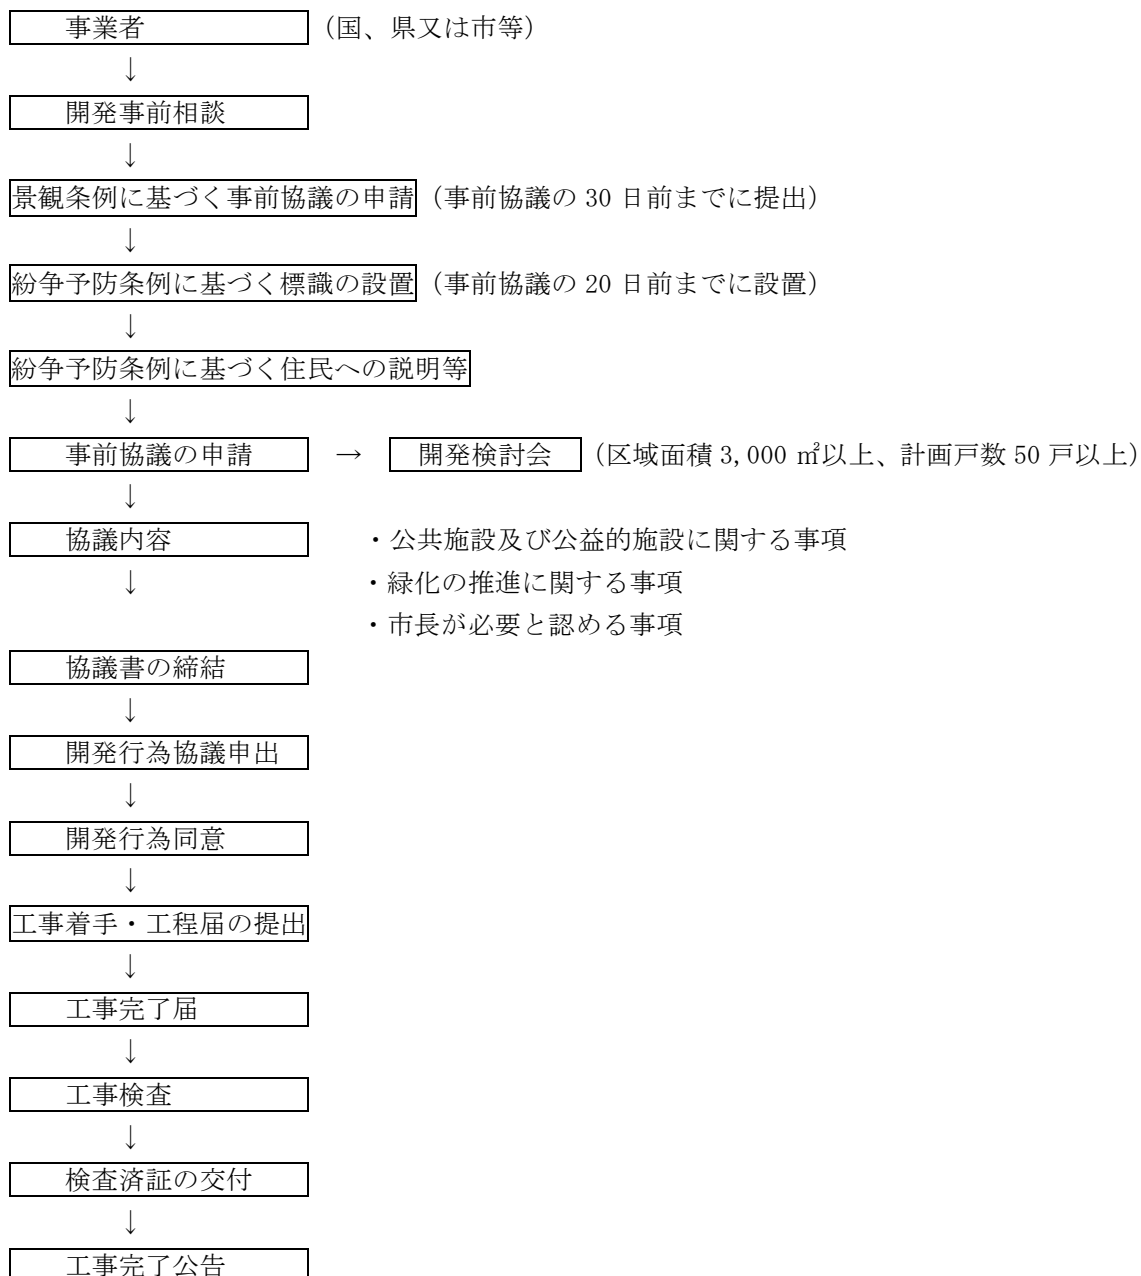 事業者 (国、県又は市等)
↓
開発事前相談
↓
景観条例に基づく事前協議の申請 (事前協議の 30 日前までに提出)
↓
紛争予防条例に基づく標識の設置 (事前協議の 20 日前までに設置)
↓
紛争予防条例に基づく住民への説明等
↓
事前協議の申請 → 開発検討会 (区域面積 3,000 ㎡以上、計画戸数 50 戸以上)
↓
協議内容 ・公共施設及び公益的施設に関する事項
↓ ・緑化の推進に関する事項
・市長が必要と認める事項
協議書の締結
↓
開発行為協議申出
↓
開発行為同意
↓
工事着手・工程届の提出
↓
工事完了届
↓
工事検査
↓
検査済証の交付
↓
工事完了公告